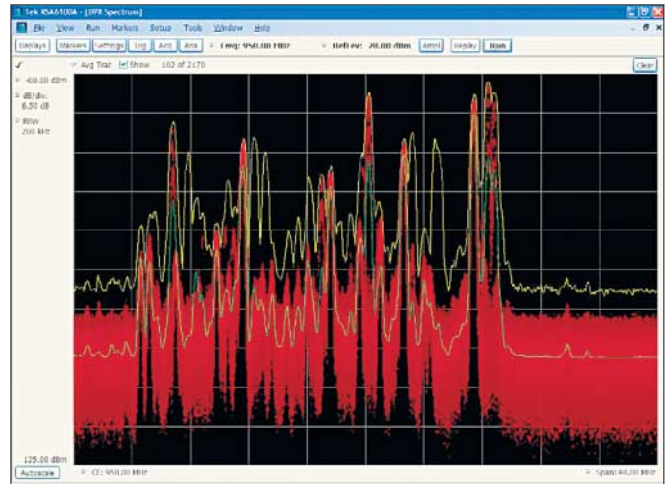 Tek RSA6100A - [DPX Spectrum]
File View Run Markers Setup Tools Window Help
Displays Markers Settings Trig Acq Ana Freq: 950.00 MHz Ref Lev: 20.00 dBm Ampl Replay Run
Avg Trac Show 102 of 2170 Clear
-60.00 dBm
dB/div:
6.50 dB
RBW
200 kHz
125.00 dBm
Autoscale CF: 950.00 MHz Span: 40.00 MHz